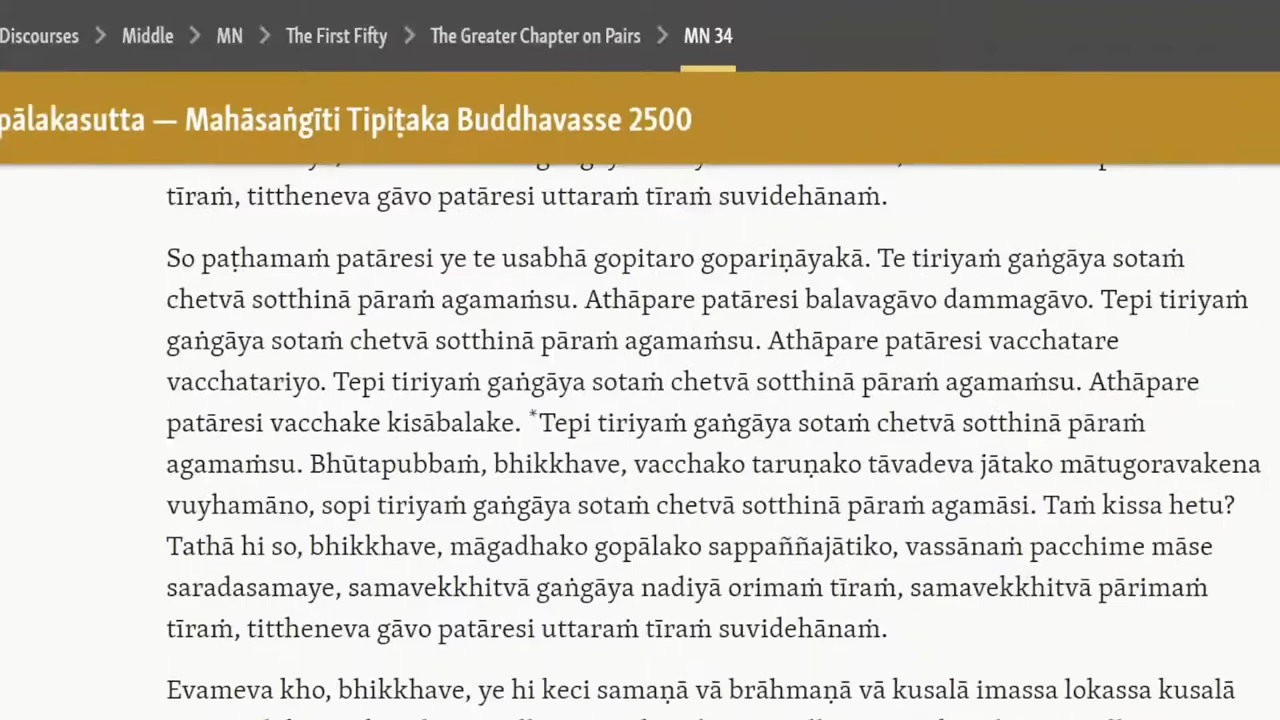 Discourses > Middle > MN > The First Fifty > The Greater Chapter on Pairs > MN 34
pālakasutta — Mahāsaṅgīti Tipiṭaka Buddhavasse 2500
tīraṁ, tittheneva gāvo patāresi uttaraṁ tīraṁ suvidehānaṁ.
So paṭhamaṁ patāresi ye te usabhā gopitaro gopariṇāyakā. Te tiriyaṁ gaṅgāya sotaṁ
chetvā sotthinā pāraṁ agamaṁsu. Athāpare patāresi balavagāvo dammagāvo. Tepi tiriyaṁ
gaṅgāya sotaṁ chetvā sotthinā pāraṁ agamaṁsu. Athāpare patāresi vacchatare
vacchatariyo. Tepi tiriyaṁ gaṅgāya sotaṁ chetvā sotthinā pāraṁ agamaṁsu. Athāpare
patāresi vacchake kisābalake. *Tepi tiriyaṁ gaṅgāya sotaṁ chetvā sotthinā pāraṁ
agamaṁsu. Bhūtapubbaṁ, bhikkhave, vacchako taruṇako tāvadeva jātako mātugoravakena
vuyhamāno, sopi tiriyaṁ gaṅgāya sotaṁ chetvā sotthinā pāraṁ agamāsi. Taṁ kissa hetu?
Tathā hi so, bhikkhave, māgadhako gopālako sappaññajātiko, vassānaṁ pacchime māse
saradasamaye, samavekkhitvā gaṅgāya nadiyā orimaṁ tīraṁ, samavekkhitvā pārimaṁ
tīraṁ, tittheneva gāvo patāresi uttaraṁ tīraṁ suvidehānaṁ.
Evameva kho, bhikkhave, ye hi keci samaṇā vā brāhmaṇā vā kusalā imassa lokassa kusalā